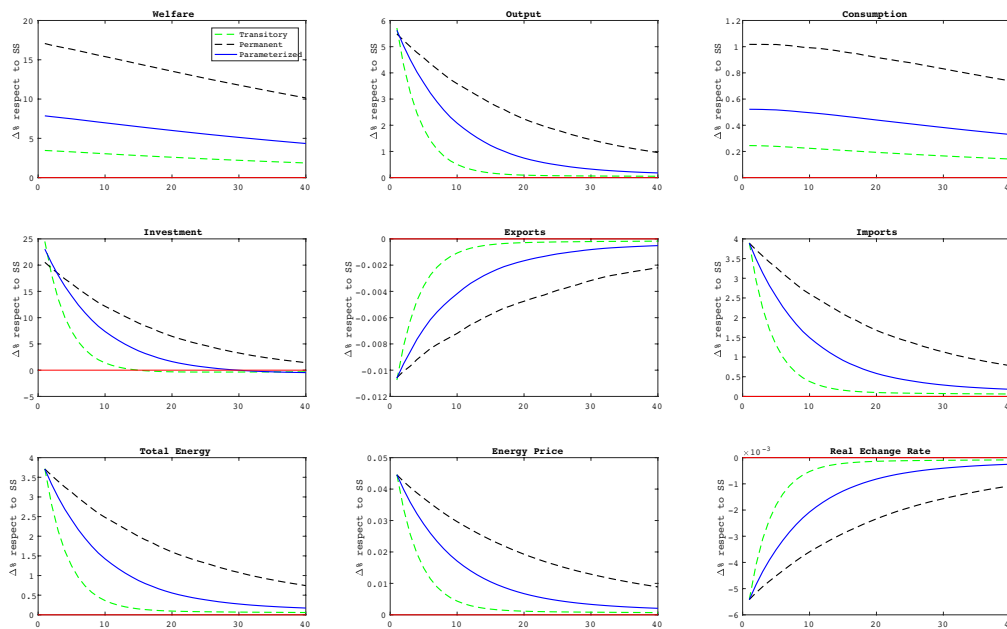 Welfare
Output
Consumption
Δ% respect to SS
20
15
10
5
0
0 10 20 30 40
Transitory
Permanent
Parameterized
Δ% respect to SS
6
5
4
3
2
1
0
0 10 20 30 40
Δ% respect to SS
1.2
1
0.8
0.6
0.4
0.2
0
0 10 20 30 40
Investment
Exports
Imports
Δ% respect to SS
25
20
15
10
5
0
-5
0 10 20 30 40
Δ% respect to SS
0
-0.002
-0.004
-0.006
-0.008
-0.01
-0.012
0 10 20 30 40
Δ% respect to SS
4
3.5
3
2.5
2
1.5
1
0.5
0
0 10 20 30 40
Total Energy
Energy Price
Real Echange Rate
Δ% respect to SS
4
3.5
3
2.5
2
1.5
1
0.5
0
0 10 20 30 40
Δ% respect to SS
0.05
0.04
0.03
0.02
0.01
0
0 10 20 30 40
Δ% respect to SS
×10⁻³
0
-1
-2
-3
-4
-5
-6
0 10 20 30 40